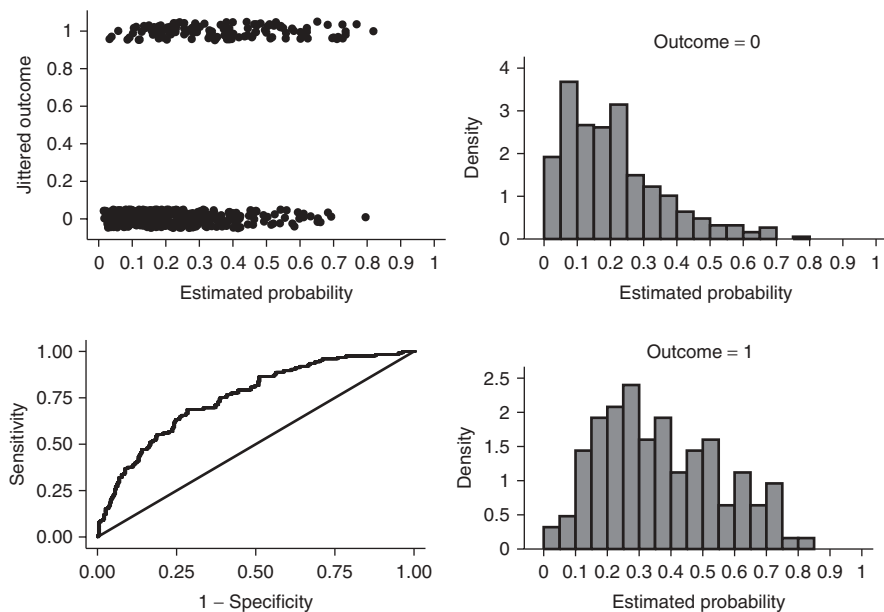 Jittered outcome
1
0.8
0.6
0.4
0.2
0
0 0.1 0.2 0.3 0.4 0.5 0.6 0.7 0.8 0.9 1
Estimated probability
Outcome = 0
Density
4
3
2
1
0
0 0.1 0.2 0.3 0.4 0.5 0.6 0.7 0.8 0.9 1
Estimated probability
Sensitivity
1.00
0.75
0.50
0.25
0.00
0.00 0.25 0.50 0.75 1.00
1 – Specificity
Outcome = 1
Density
2.5
2
1.5
1
0.5
0
0 0.1 0.2 0.3 0.4 0.5 0.6 0.7 0.8 0.9 1
Estimated probability